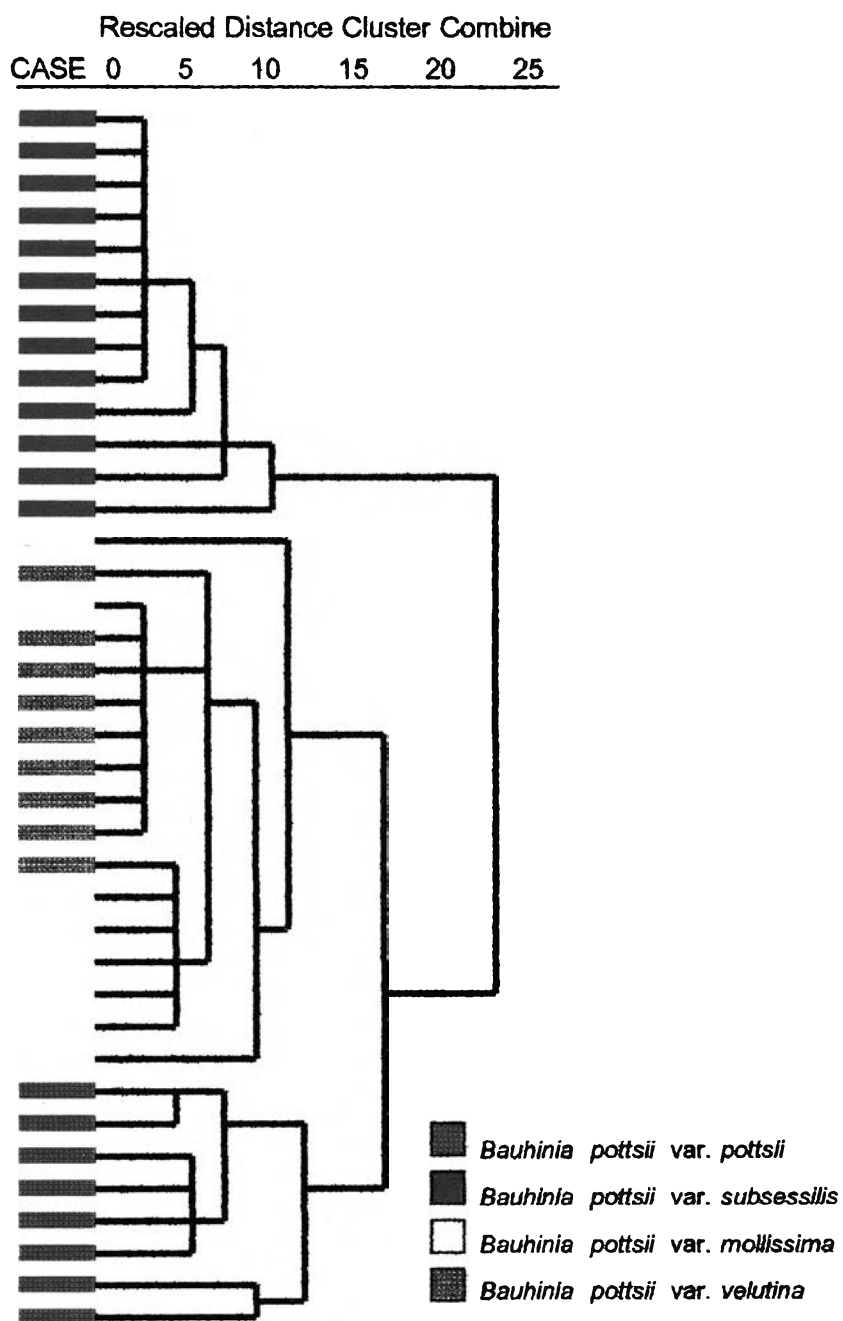 Rescaled Distance Cluster Combine
CASE 0 5 10 15 20 25
Bauhinia pottsii var. pottsii
Bauhinia pottsii var. subsessilis
Bauhinia pottsii var. mollissima
Bauhinia pottsii var. velutina